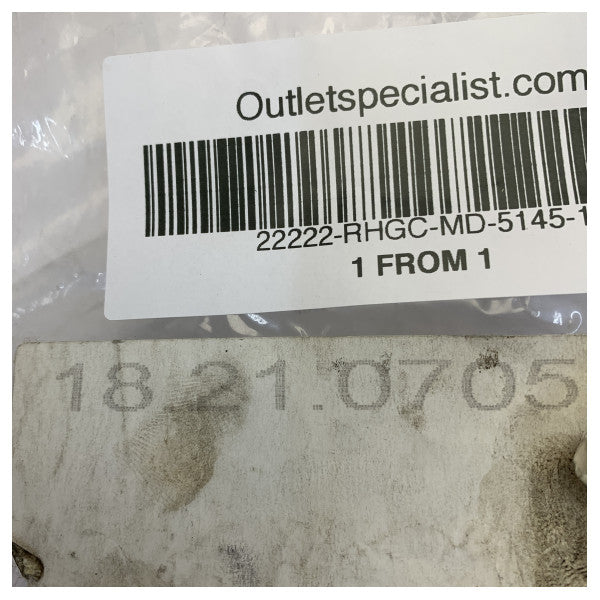 Outletspecialist.com
22222-RHGC-MD-5145-1
1 FROM 1
18 21.0705